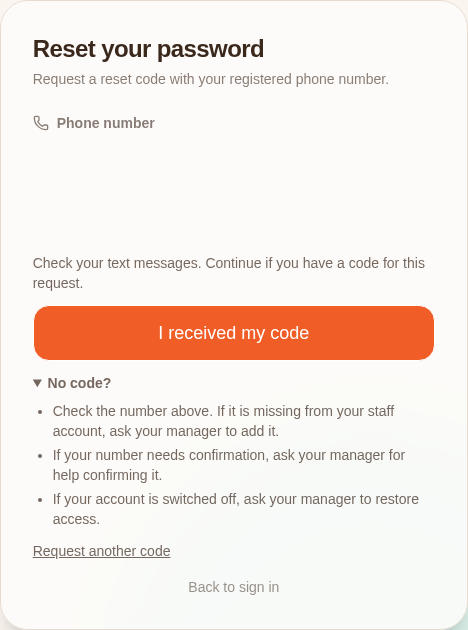 Reset your password
Request a reset code with your registered phone number.
Phone number
Check your text messages. Continue if you have a code for this
request.
I received my code
No code?
Check the number above. If it is missing from your staff
account, ask your manager to add it.
If your number needs confirmation, ask your manager for
help confirming it.
If your account is switched off, ask your manager to restore
access.
Request another code
Back to sign in